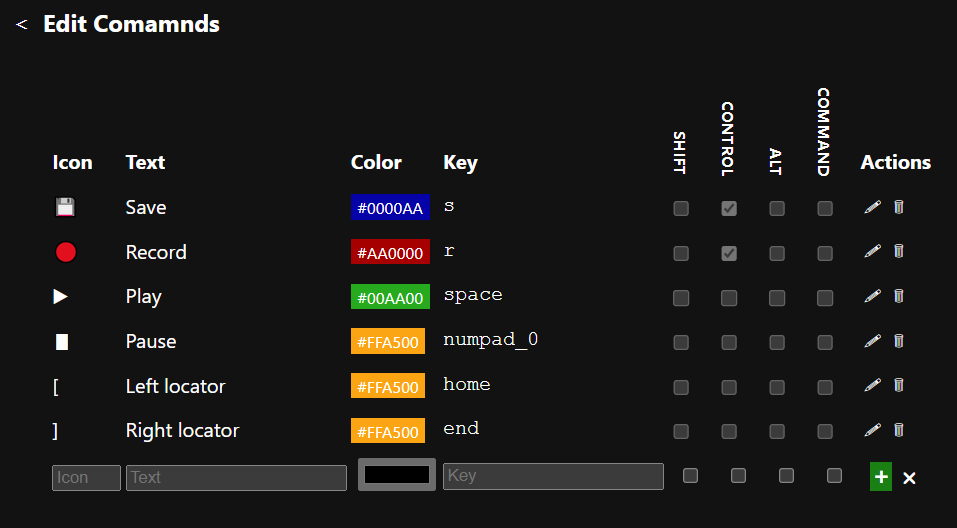 < Edit Comamnds
Icon Text Color Key SHIFT CONTROL ALT COMMAND Actions
Save #0000AA s
Record #AA0000 r
Play #00AA00 space
Pause #FFA500 numpad_0
[ Left locator #FFA500 home
] Right locator #FFA500 end
Icon Text Key